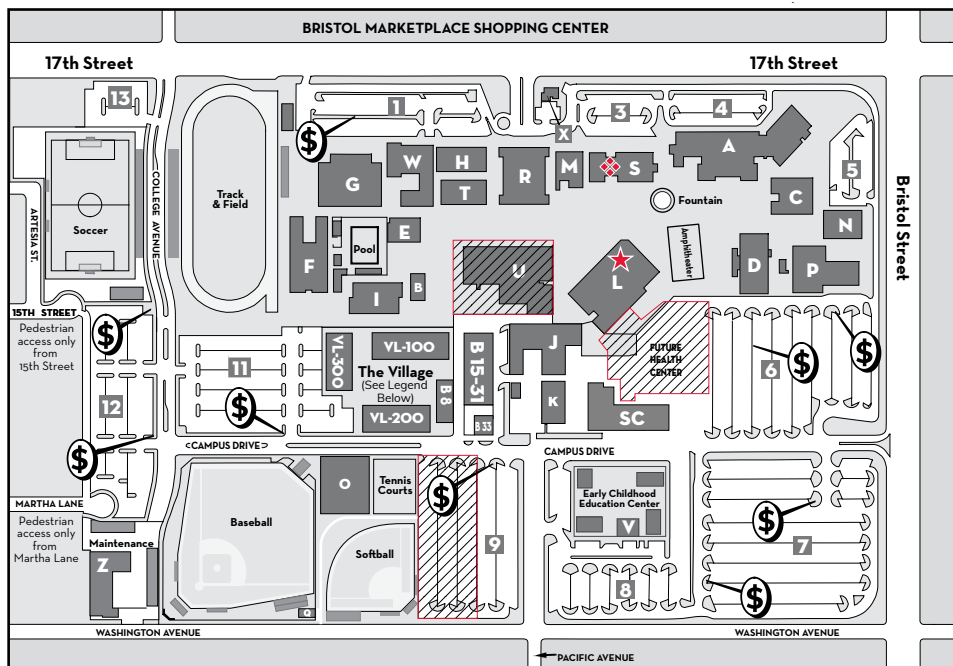 BRISTOL MARKETPLACE SHOPPING CENTER
17th Street
17th Street
13
1
3
4
X
$
A
5
W
H
G
T
R
M
S
C
N
Bristol Street
COLLEGE AVENUE
ARTESIA ST.
Soccer
Track
& Field
Fountain
Amphitheater
F
Pool
E
B
I
U
L
D
P
15TH STREET
Pedestrian
access only
from
15th Street
$
11
12
$
$
VL-300
VL-100
The Village
(See Legend
Below)
VL-200
B 8
B 15-31
B 33
J
K
SC
FUTURE
HEALTH
CENTER
6
$
$
<CAMPUS DRIVE>
CAMPUS DRIVE
MARTHA LANE
Pedestrian
access only
from
Martha Lane
Maintenance
Z
Baseball
O
Tennis
Courts
Softball
Q
$
9
Early Childhood
Education Center
V
8
$
7
$
WASHINGTON AVENUE
WASHINGTON AVENUE
PACIFIC AVENUE